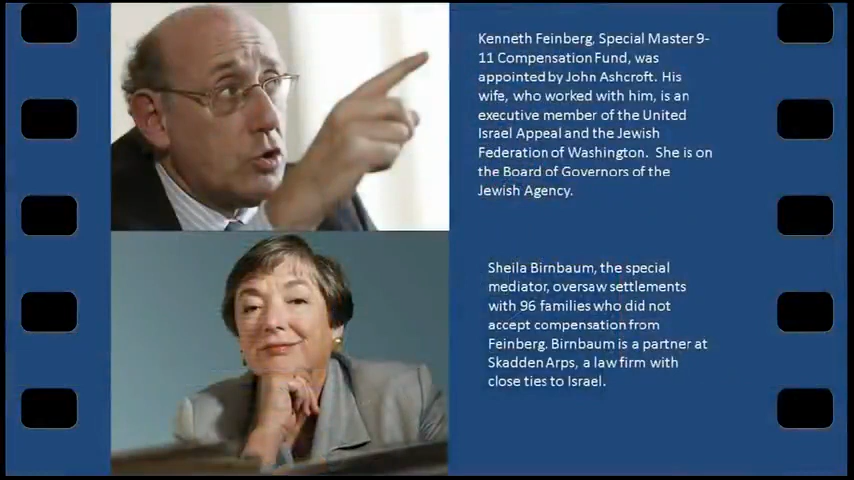 Kenneth Feinberg, Special Master 9-
11 Compensation Fund, was
appointed by John Ashcroft. His
wife, who worked with him, is an
executive member of the United
Israel Appeal and the Jewish
Federation of Washington. She is on
the Board of Governors of the
Jewish Agency.
Sheila Birnbaum, the special
mediator, oversaw settlements
with 96 families who did not
accept compensation from
Feinberg. Birnbaum is a partner at
Skadden Arps, a law firm with
close ties to Israel.